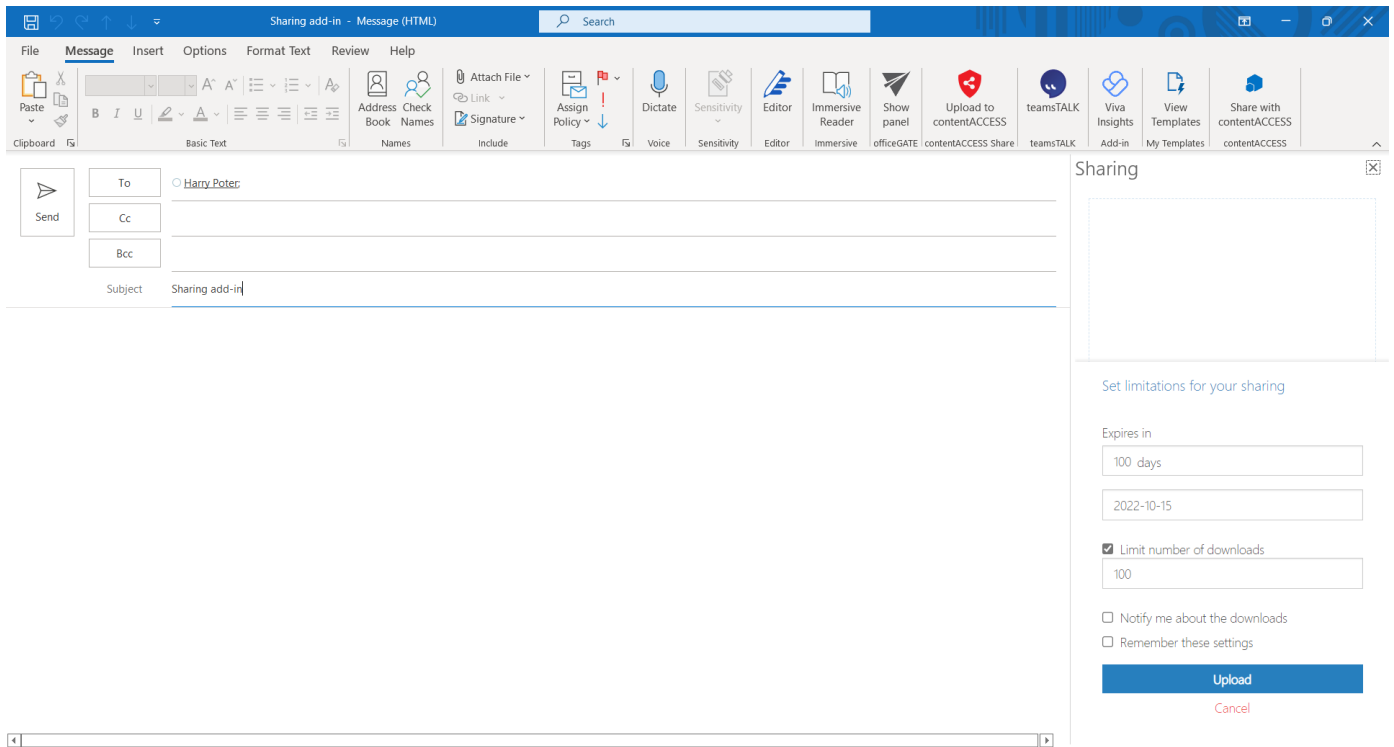 Sharing add-in - Message (HTML)
Search
File Message Insert Options Format Text Review Help
Paste
B I U A
Address Book
Check Names
Attach File
Link
Signature
Assign Policy
Dictate
Sensitivity
Editor
Immersive Reader
Show panel
Upload to contentACCESS
teamsTALK
Viva Insights
View Templates
Share with contentACCESS
Clipboard Basic Text Names Include Tags Voice Sensitivity Editor Immersive officeGATE contentACCESS Share teamsTALK Add-in My Templates contentACCESS
Send
To Harry Poter;
Cc
Bcc
Subject Sharing add-in
Sharing
Set limitations for your sharing
Expires in
100 days
2022-10-15
Limit number of downloads
100
Notify me about the downloads
Remember these settings
Upload
Cancel